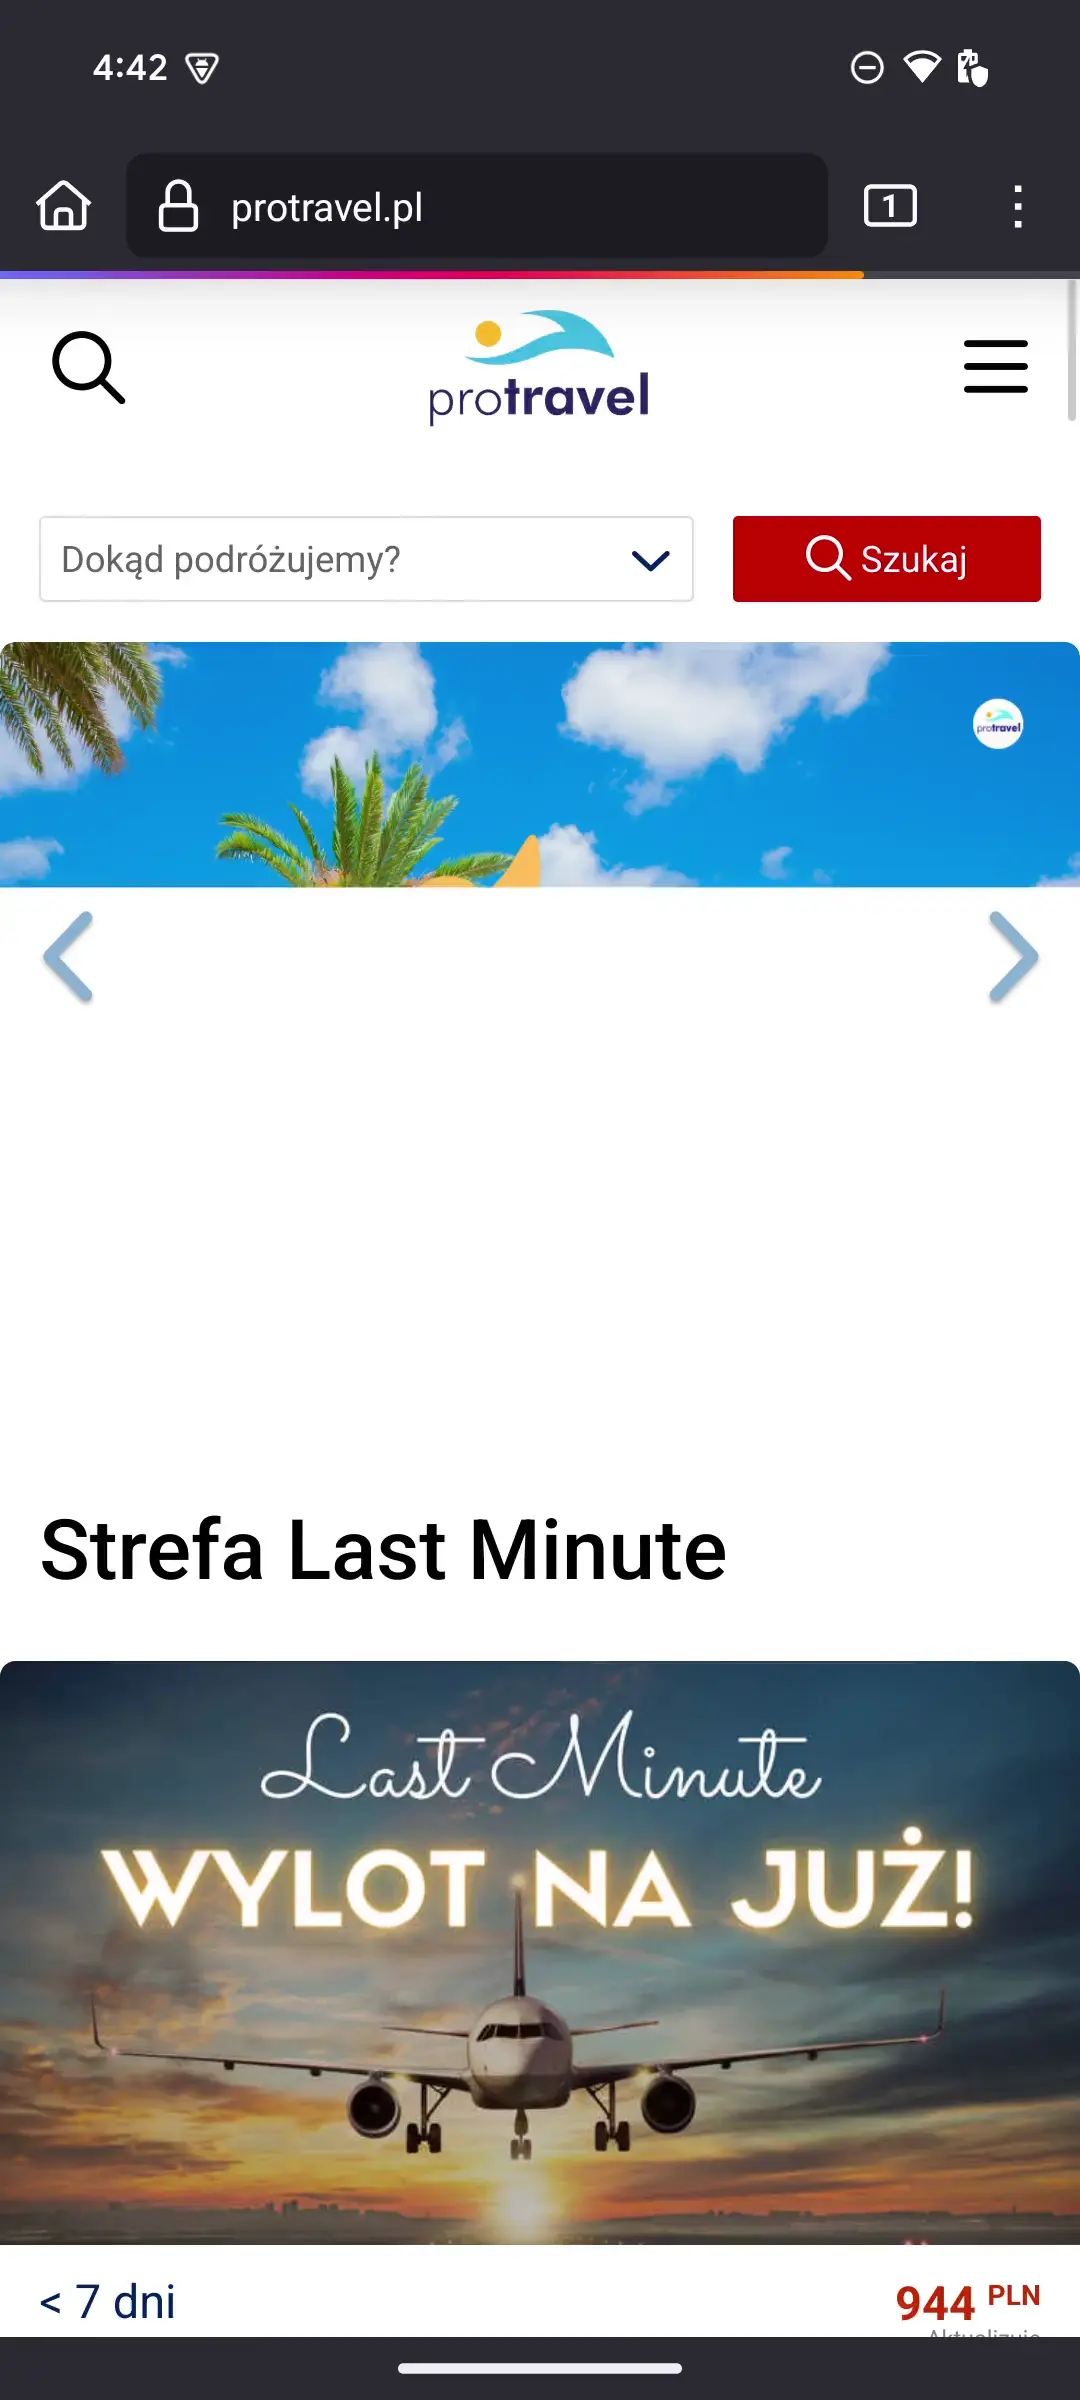 4:42
protravel.pl
1
protravel
Dokąd podróżujemy?
Szukaj
protravel
Strefa Last Minute
Last Minute
WYLOT NA JUŻ!
< 7 dni
944 PLN